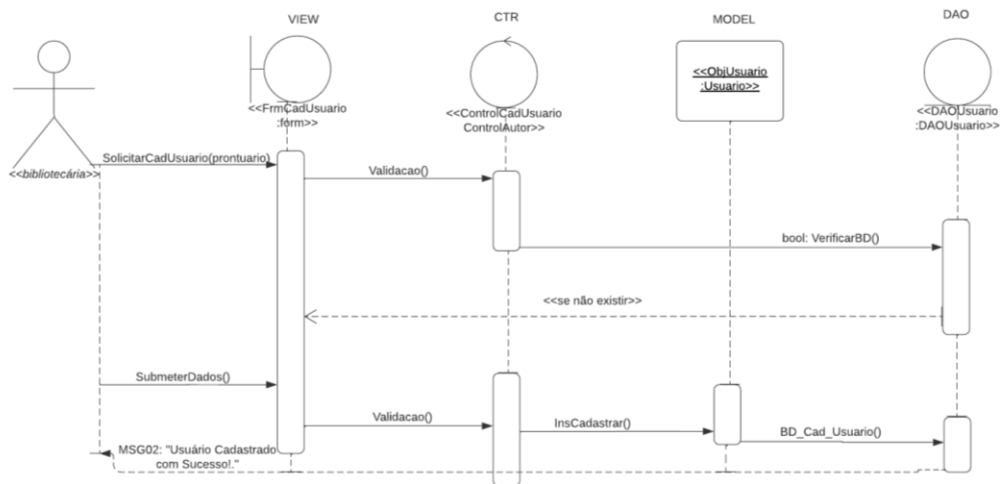 VIEW
CTR
MODEL
DAO
<<FrmCadUsuario
:form>>
<<ControlCadUsuario
ControlAutor>>
<<ObjUsuario
:Usuario>>
<<DAOUsuario
:DAOUsuario>>
<<bibliotecária>>
SolicitarCadUsuario(prontuario)
Validacao()
bool: VerificarBD()
<<se não existir>>
SubmeterDados()
Validacao()
InsCadastrar()
BD_Cad_Usuario()
MSG02: "Usuário Cadastrado
com Sucesso!."